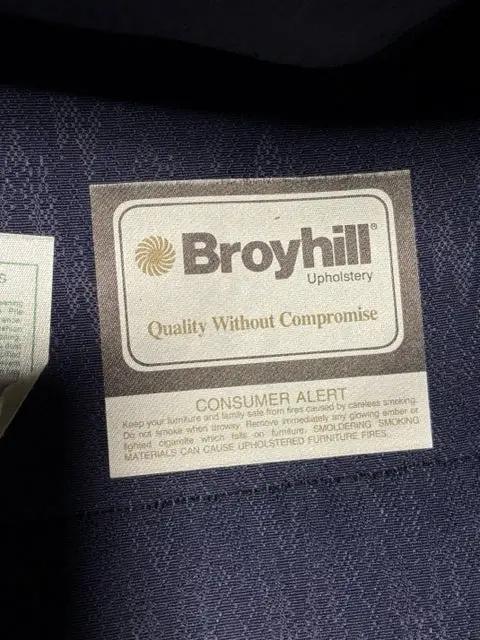 Broyhill®
Upholstery
Quality Without Compromise
CONSUMER ALERT
Keep your furniture and family safe from fires caused by careless smoking.
Do not smoke when drowsy. Remove immediately any glowing ember or
lighted cigarette which falls on furniture. SMOLDERING SMOKING
MATERIALS CAN CAUSE UPHOLSTERED FURNITURE FIRES.